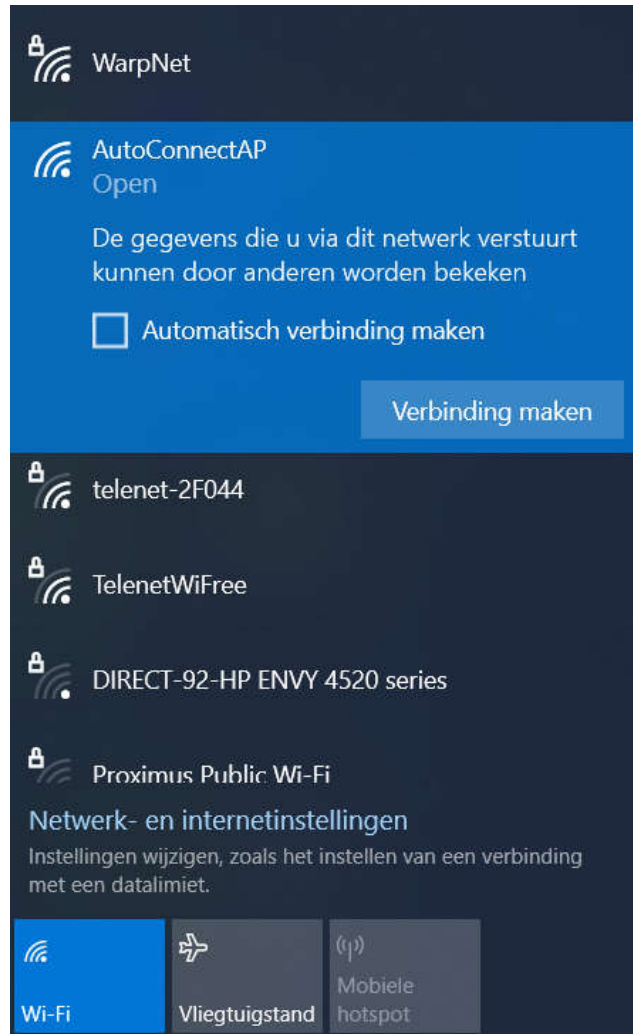 WarpNet
AutoConnectAP
Open
De gegevens die u via dit netwerk verstuurt
kunnen door anderen worden bekeken
Automatisch verbinding maken
Verbinding maken
telenet-2F044
TelenetWiFree
DIRECT-92-HP ENVY 4520 series
Proximus Public Wi-Fi
Netwerk- en internetinstellingen
Instellingen wijzigen, zoals het instellen van een verbinding
met een datalimiet.
Wi-Fi
Vliegtuigstand
Mobiele
hotspot